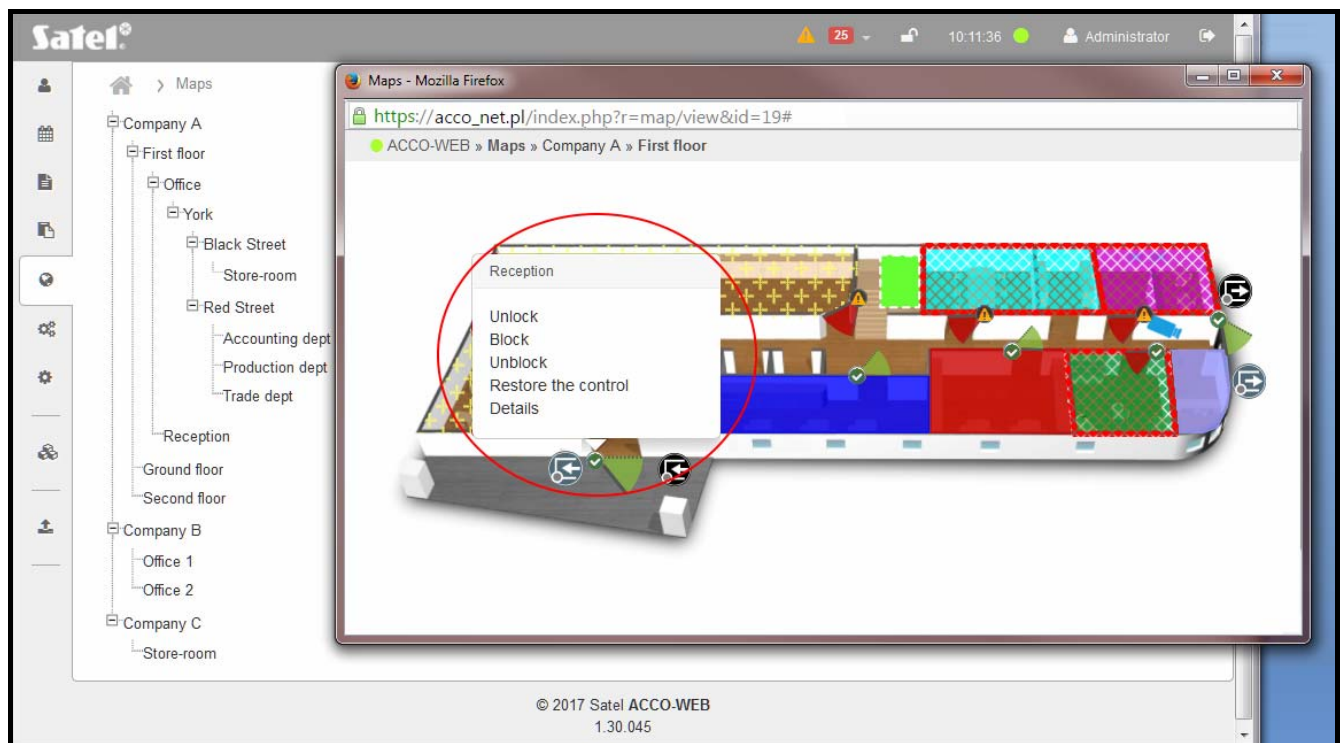 Satel®
25
10:11:36
Administrator
Maps
Company A
First floor
Office
York
Black Street
Store-room
Red Street
Accounting dept
Production dept
Trade dept
Reception
Ground floor
Second floor
Company B
Office 1
Office 2
Company C
Store-room
Maps - Mozilla Firefox
https://acco_net.pl/index.php?r=map/view&id=19#
ACCO-WEB » Maps » Company A » First floor
Reception
Unlock
Block
Unblock
Restore the control
Details
© 2017 Satel ACCO-WEB
1.30.045